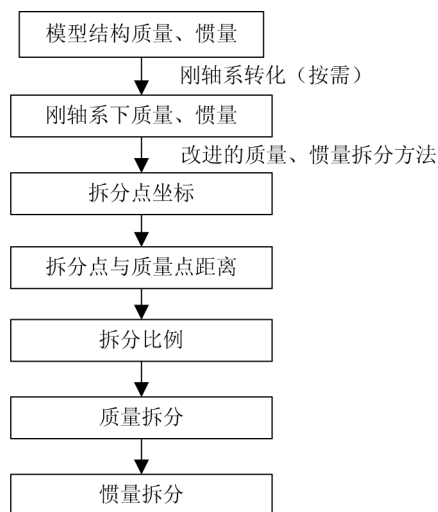 模型结构质量、惯量
刚轴系转化（按需）
刚轴系下质量、惯量
改进的质量、惯量拆分方法
拆分点坐标
拆分点与质量点距离
拆分比例
质量拆分
惯量拆分